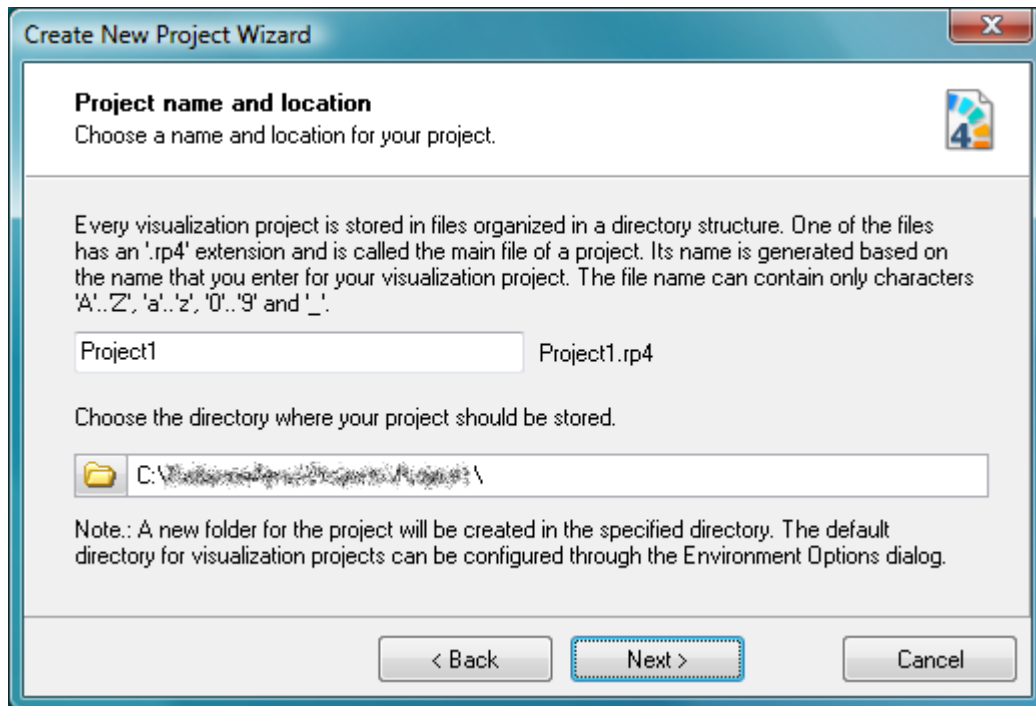 Create New Project Wizard
Project name and location
Choose a name and location for your project.
4
Every visualization project is stored in files organized in a directory structure. One of the files
has an '.rp4' extension and is called the main file of a project. Its name is generated based on
the name that you enter for your visualization project. The file name can contain only characters
'A'..'Z', 'a'..'z', '0'..'9' and '_'.
Project1
Project1.rp4
Choose the directory where your project should be stored.
C:\ \
Note.: A new folder for the project will be created in the specified directory. The default
directory for visualization projects can be configured through the Environment Options dialog.
< Back
Next >
Cancel